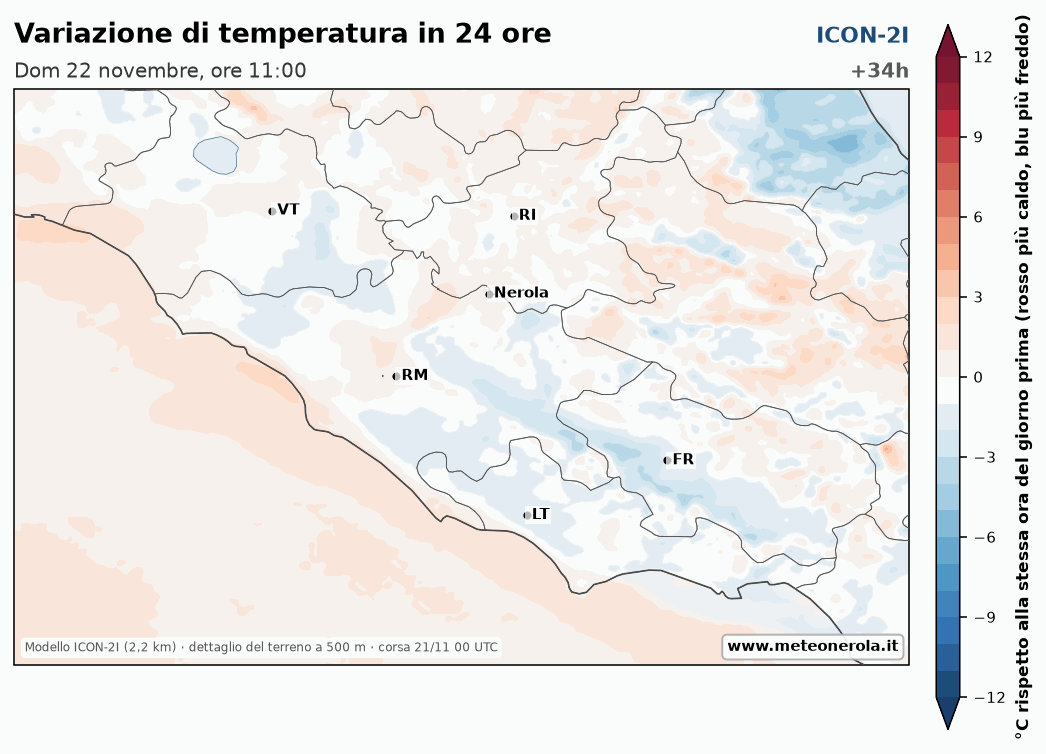 Variazione di temperatura in 24 ore
ICON-2I
Dom 22 novembre, ore 11:00
+34h
VT
RI
Nerola
RM
FR
LT
Modello ICON-2I (2,2 km) · dettaglio del terreno a 500 m · corsa 21/11 00 UTC
www.meteonerola.it
12
9
6
3
0
−3
−6
−9
−12
°C rispetto alla stessa ora del giorno prima (rosso più caldo, blu più freddo)